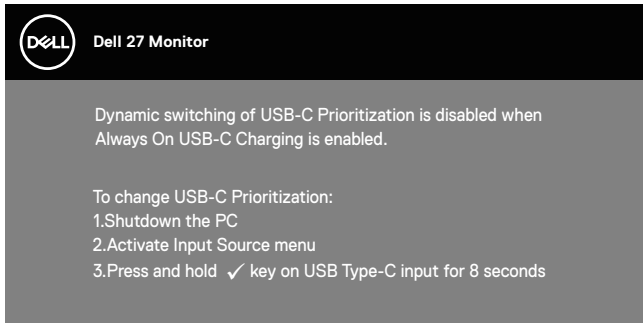 DELL
Dell 27 Monitor
Dynamic switching of USB-C Prioritization is disabled when
Always On USB-C Charging is enabled.
To change USB-C Prioritization:
1.Shutdown the PC
2.Activate Input Source menu
3.Press and hold ✓ key on USB Type-C input for 8 seconds